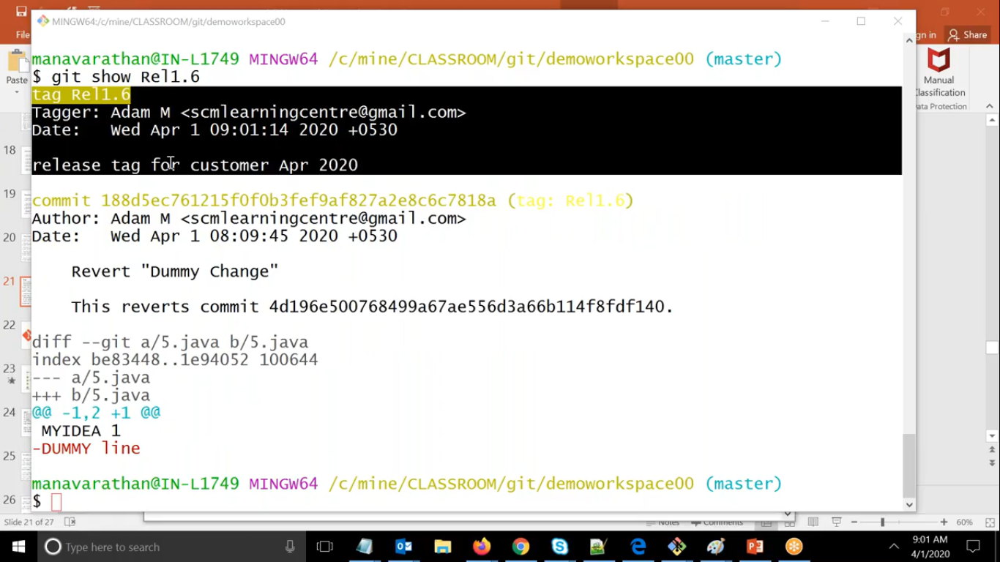 MINGW64:/c/mine/CLASSROOM/git/demoworkspace00
File
gn in
Share
Paste
Manual
Classification
ata Protection
manavarathan@IN-L1749 MINGW64 /c/mine/CLASSROOM/git/demoworkspace00 (master)
$ git show Rel1.6
tag Rel1.6
Tagger: Adam M <scmlearningcentre@gmail.com>
Date:   Wed Apr 1 09:01:14 2020 +0530
release tag for customer Apr 2020
commit 188d5ec761215f0f0b3fef9af827a2e8c6c7818a (tag: Rel1.6)
Author: Adam M <scmlearningcentre@gmail.com>
Date:   Wed Apr 1 08:09:45 2020 +0530
Revert "Dummy Change"
This reverts commit 4d196e500768499a67ae556d3a66b114f8fdf140.
diff --git a/5.java b/5.java
index be83448..1e94052 100644
--- a/5.java
+++ b/5.java
@@ -1,2 +1 @@
MYIDEA 1
-DUMMY line
manavarathan@IN-L1749 MINGW64 /c/mine/CLASSROOM/git/demoworkspace00 (master)
$
18
19
20
21
22
23
24
25
26
Slide 21 of 27
Notes
Comments
60%
Type here to search
9:01 AM
4/1/2020